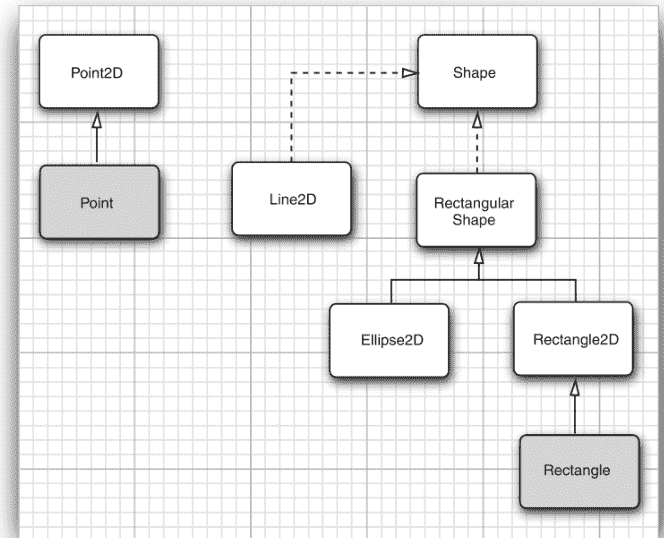 Point2D
Shape
Point
Line2D
Rectangular
Shape
Ellipse2D
Rectangle2D
Rectangle